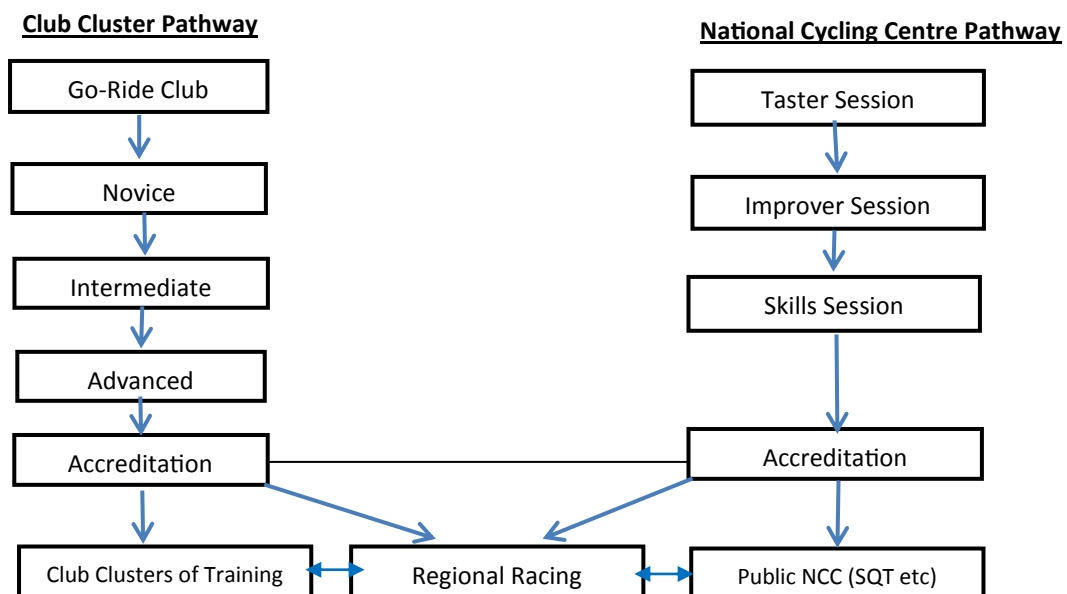 Club Cluster Pathway
National Cycling Centre Pathway
Go-Ride Club
Taster Session
Novice
Improver Session
Intermediate
Skills Session
Advanced
Accreditation
Accreditation
Club Clusters of Training
Regional Racing
Public NCC (SQT etc)